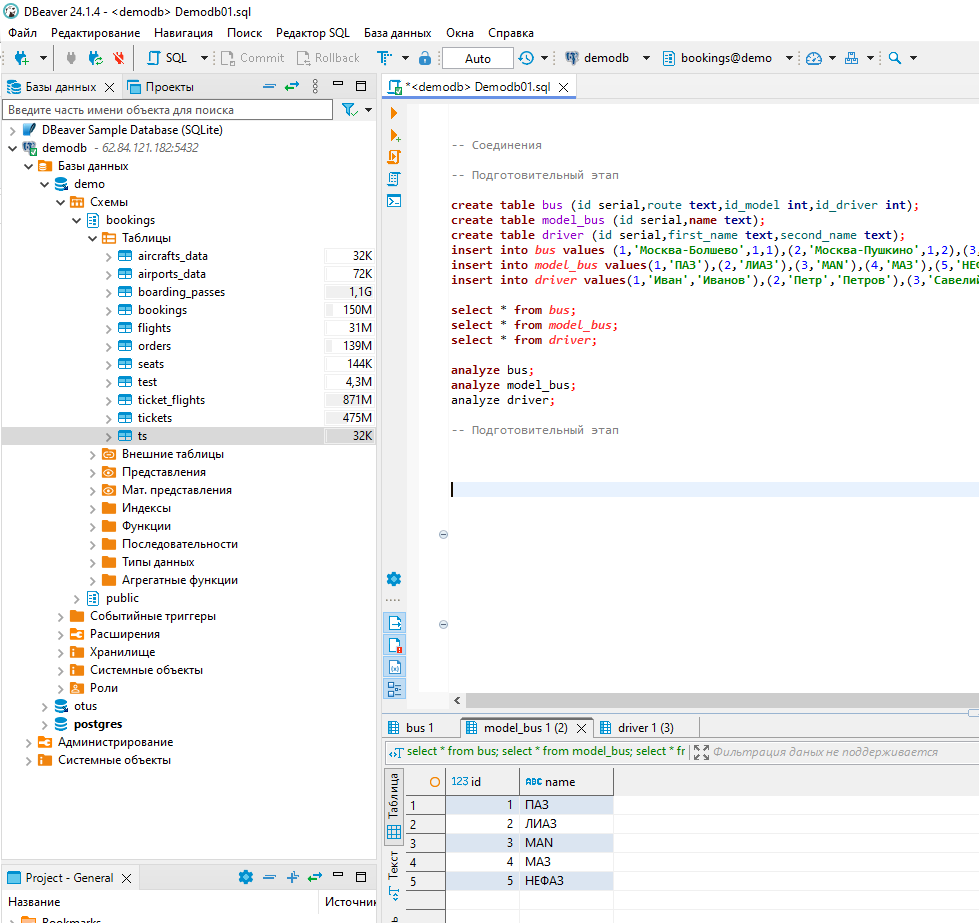 DBeaver 24.1.4 - <demodb> Demodb01.sql
Файл Редактирование Навигация Поиск Редактор SQL База данных Окна Справка
SQL Commit Rollback Auto demodb bookings@demo
Базы данных Проекты
Введите часть имени объекта для поиска
DBeaver Sample Database (SQLite)
demodb - 62.84.121.182:5432
Базы данных
demo
Схемы
bookings
Таблицы
aircrafts_data 32K
airports_data 72K
boarding_passes 1,1G
bookings 150M
flights 31M
orders 139M
seats 144K
test 4,3M
ticket_flights 871M
tickets 475M
ts 32K
Внешние таблицы
Представления
Мат. представления
Индексы
Функции
Последовательности
Типы данных
Агрегатные функции
public
Событийные триггеры
Расширения
Хранилище
Системные объекты
Роли
otus
postgres
Администрирование
Системные объекты
Project - General
Название Источник
Bookmarks
*<demodb> Demodb01.sql
-- Соединения
-- Подготовительный этап
create table bus (id serial,route text,id_model int,id_driver int);
create table model_bus (id serial,name text);
create table driver (id serial,first_name text,second_name text);
insert into bus values (1,'Москва-Болшево',1,1),(2,'Москва-Пушкино',1,2),(3,
insert into model_bus values(1,'ПАЗ'),(2,'ЛИАЗ'),(3,'MAN'),(4,'МАЗ'),(5,'НЕФ
insert into driver values(1,'Иван','Иванов'),(2,'Петр','Петров'),(3,'Савелий
select * from bus;
select * from model_bus;
select * from driver;
analyze bus;
analyze model_bus;
analyze driver;
-- Подготовительный этап
bus 1 model_bus 1 (2) driver 1 (3)
select * from bus; select * from model_bus; select * fr Фильтрация даных не поддерживается
Таблица
Текст
123 id ABC name
1 1 ПАЗ
2 2 ЛИАЗ
3 3 MAN
4 4 МАЗ
5 5 НЕФАЗ